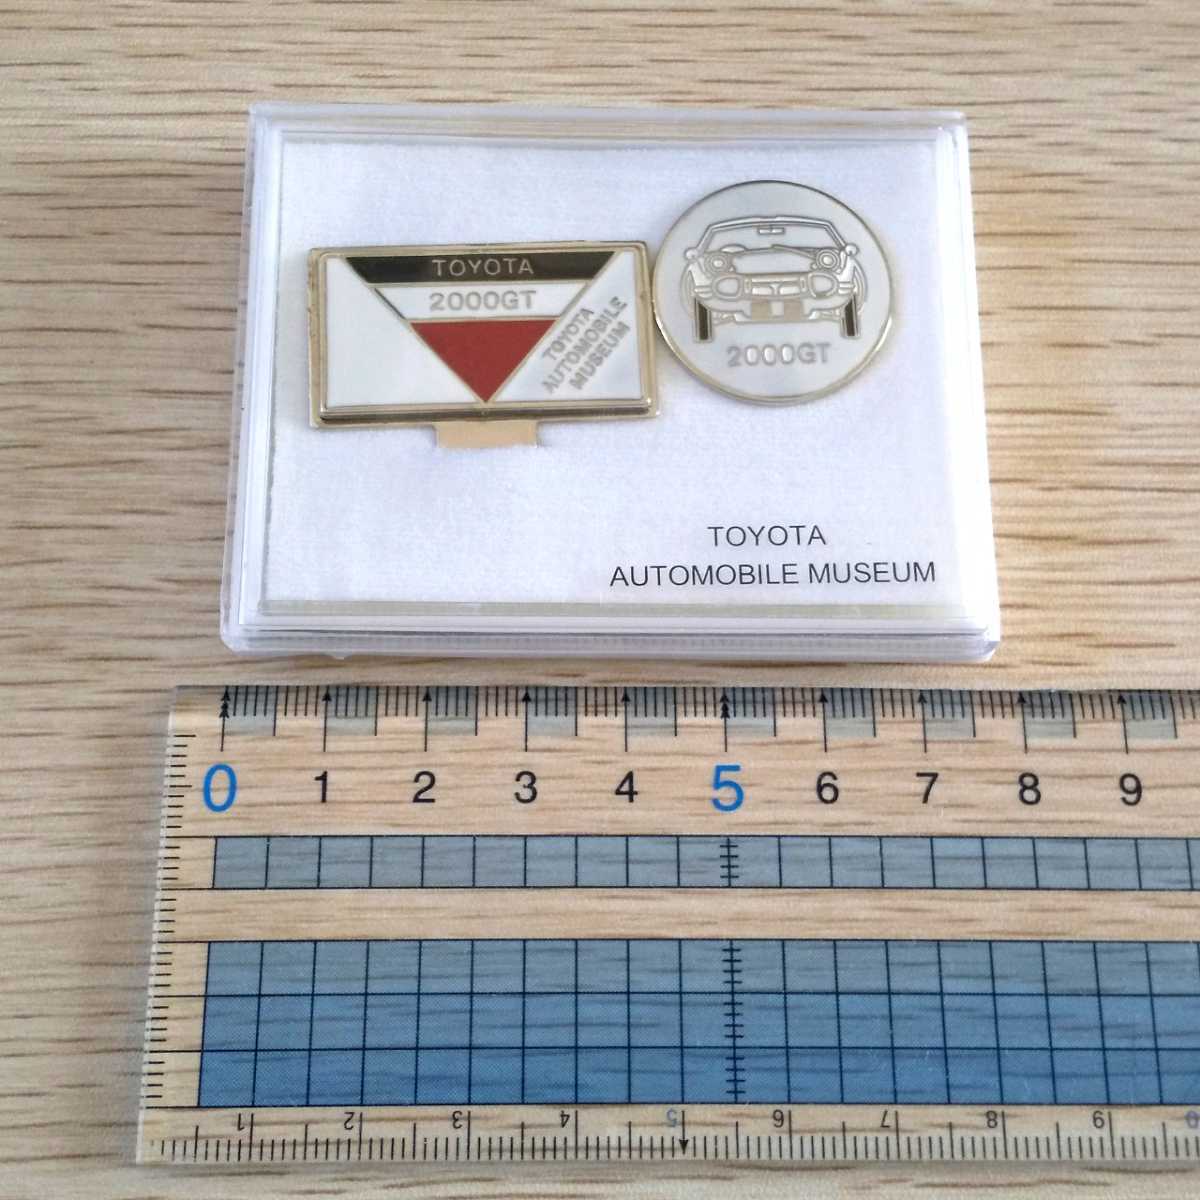 TOYOTA
2000GT
TOYOTA
AUTOMOBILE
MUSEUM
2000GT
TOYOTA
AUTOMOBILE MUSEUM
0 1 2 3 4 5 6 7 8 9
1 2 3 4 5 6 7 8 9